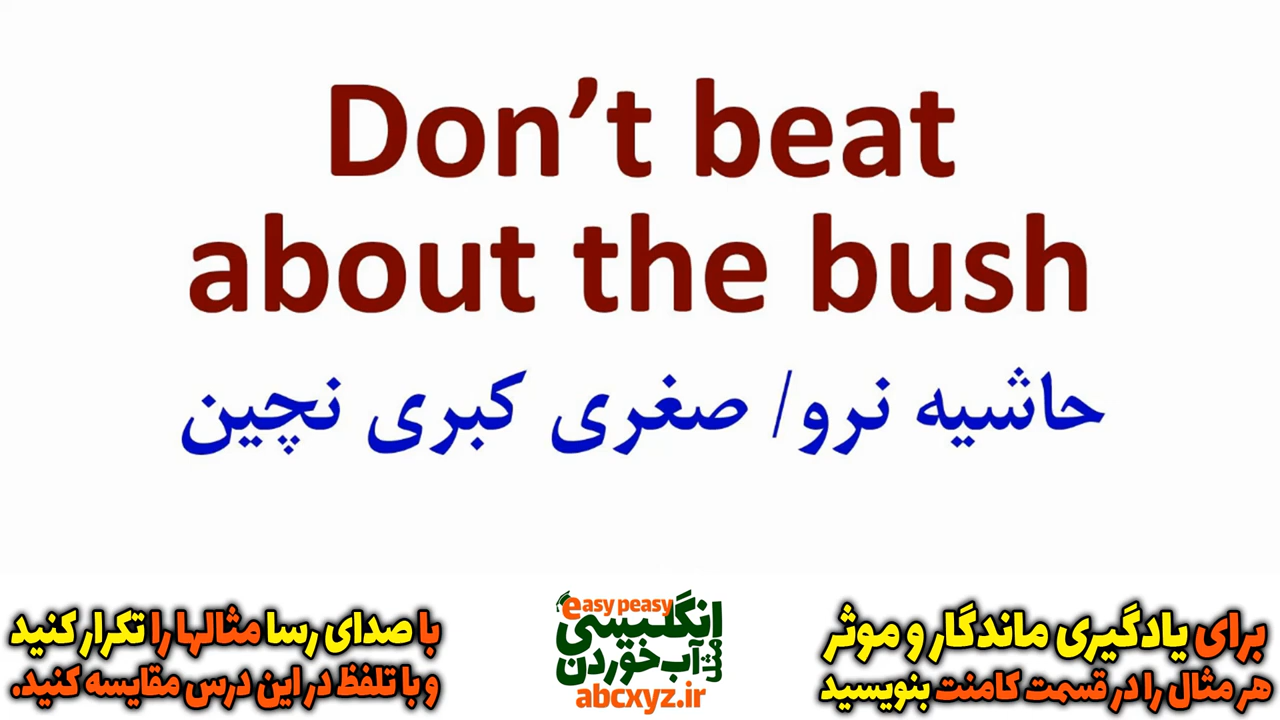 Don’t beat
about the bush
حاشیه نرو/ صغری کبری نچین
برای یادگیری ماندگار و موثر
هر مثال را در قسمت کامنت بنویسید
easy peasy
انگلیسی
مثل آب خوردن
abcxyz.ir
با صدای رسا مثالها را تکرار کنید
و با تلفظ در این درس مقایسه کنید.